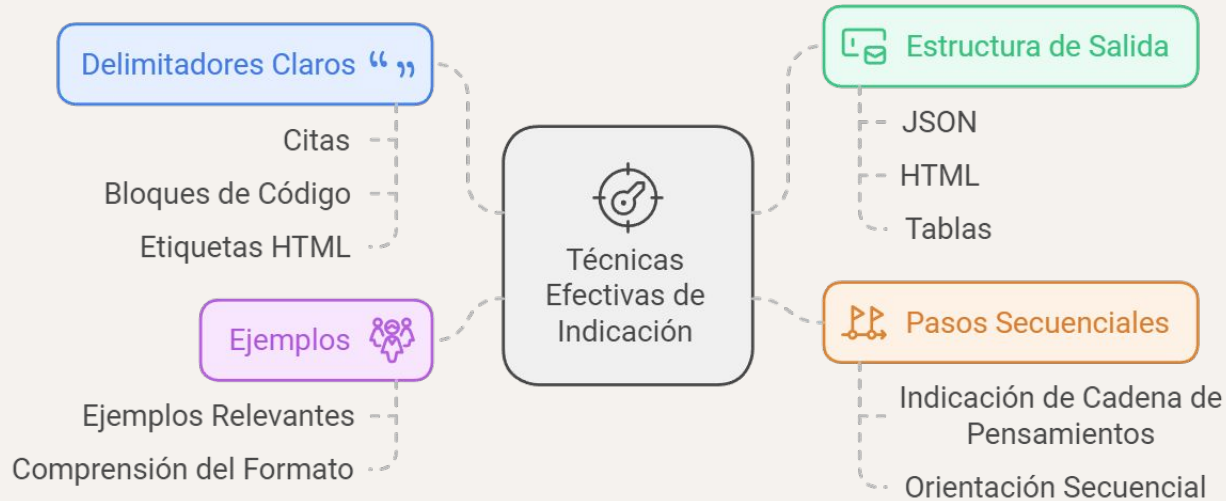 Delimitadores Claros “ ”
Citas
Bloques de Código
Etiquetas HTML
Ejemplos
Ejemplos Relevantes
Comprensión del Formato
Técnicas
Efectivas de
Indicación
Estructura de Salida
JSON
HTML
Tablas
Pasos Secuenciales
Indicación de Cadena de
Pensamientos
Orientación Secuencial